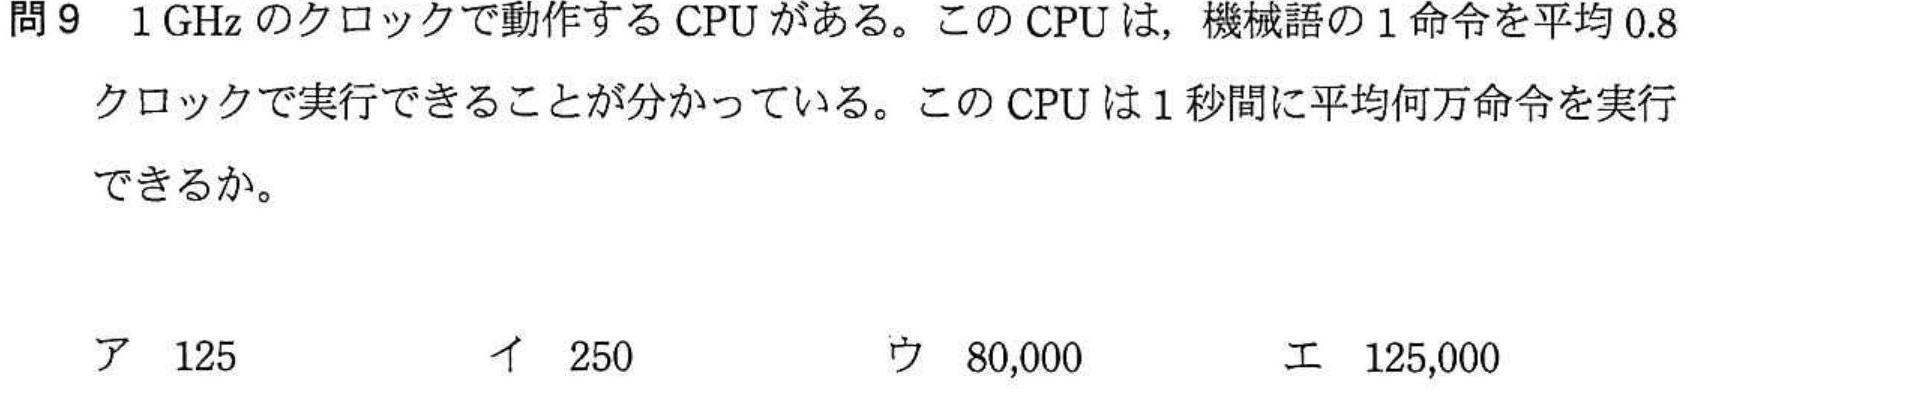 問9　1 GHz のクロックで動作する CPU がある。この CPU は，機械語の 1 命令を平均 0.8
クロックで実行できることが分かっている。この CPU は 1 秒間に平均何万命令を実行
できるか。
ア　125　イ　250　ウ　80,000　エ　125,000